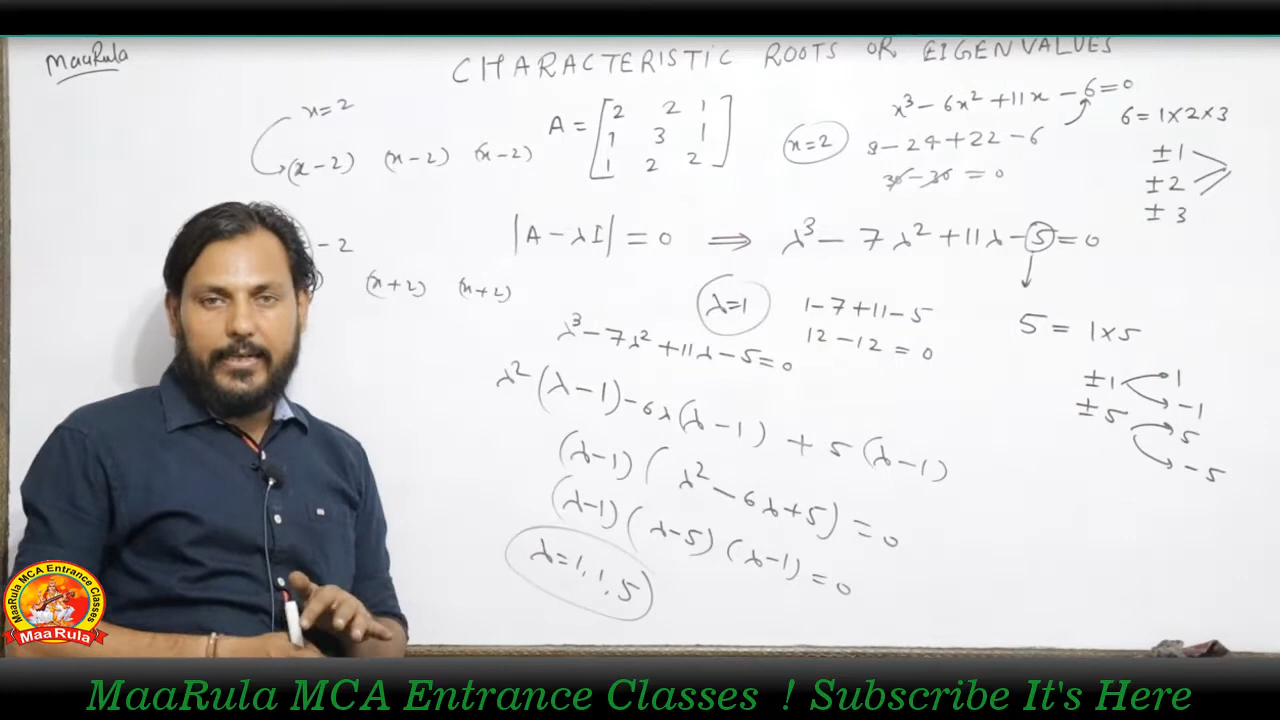 MaaRula
CHARACTERISTIC ROOTS OR EIGENVALUES
x=2
(x-2) (x-2) (x-2)
A = [2 2 1
1 3 1
1 2 2]
x³ - 6x² + 11x - 6 = 0
x=2 8 - 24 + 22 - 6
30 - 30 = 0
6 = 1×2×3
±1
±2
±3
- 2
(x+2) (x+2)
|A - λI| = 0 ⟹ λ³ - 7λ² + 11λ - 5 = 0
λ=1 1 - 7 + 11 - 5
12 - 12 = 0
5 = 1×5
±1 1
-1
±5 5
-5
λ³ - 7λ² + 11λ - 5 = 0
λ²(λ-1) - 6λ(λ-1) + 5(λ-1)
(λ-1)(λ² - 6λ + 5) = 0
(λ-1)(λ-5)(λ-1) = 0
λ = 1, 1, 5
MaaRula MCA Entrance Classes
MaaRula
MaaRula MCA Entrance Classes ! Subscribe It's Here